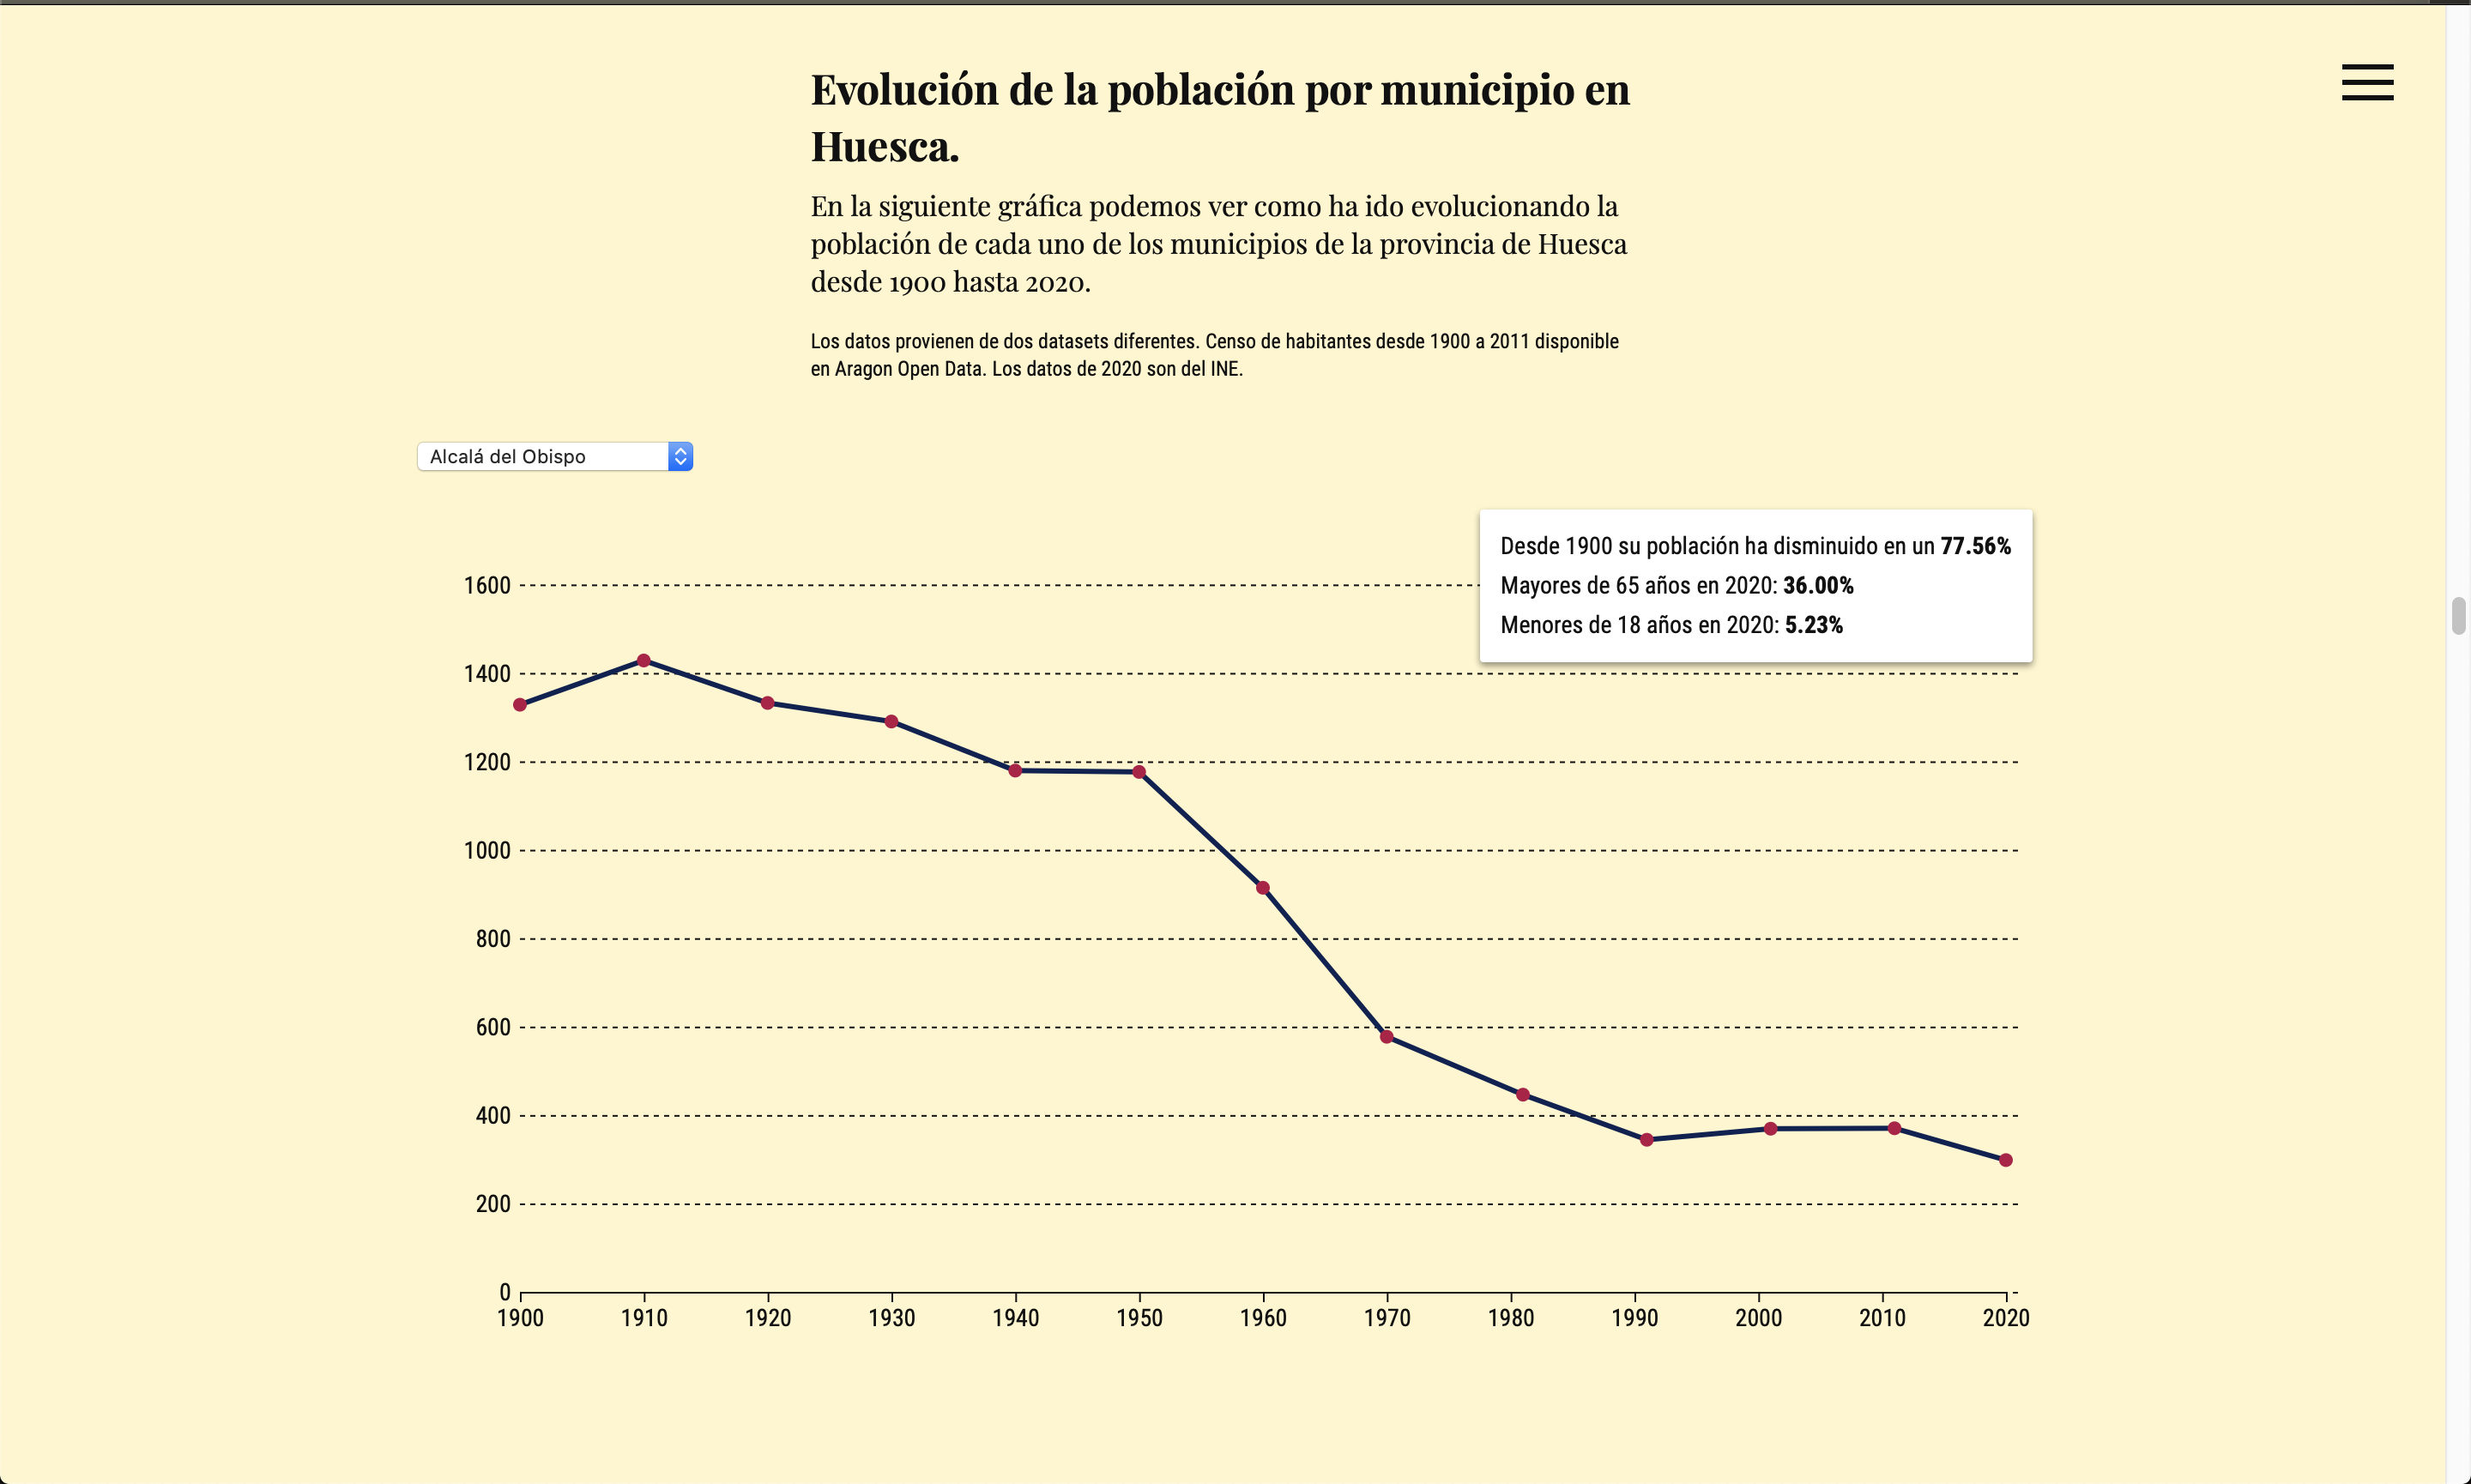 Evolución de la población por municipio en
Huesca.
En la siguiente gráfica podemos ver como ha ido evolucionando la
población de cada uno de los municipios de la provincia de Huesca
desde 1900 hasta 2020.
Los datos provienen de dos datasets diferentes. Censo de habitantes desde 1900 a 2011 disponible
en Aragon Open Data. Los datos de 2020 son del INE.
Alcalá del Obispo
Desde 1900 su población ha disminuido en un 77.56%
Mayores de 65 años en 2020: 36.00%
Menores de 18 años en 2020: 5.23%
1600
1400
1200
1000
800
600
400
200
0
1900 1910 1920 1930 1940 1950 1960 1970 1980 1990 2000 2010 2020